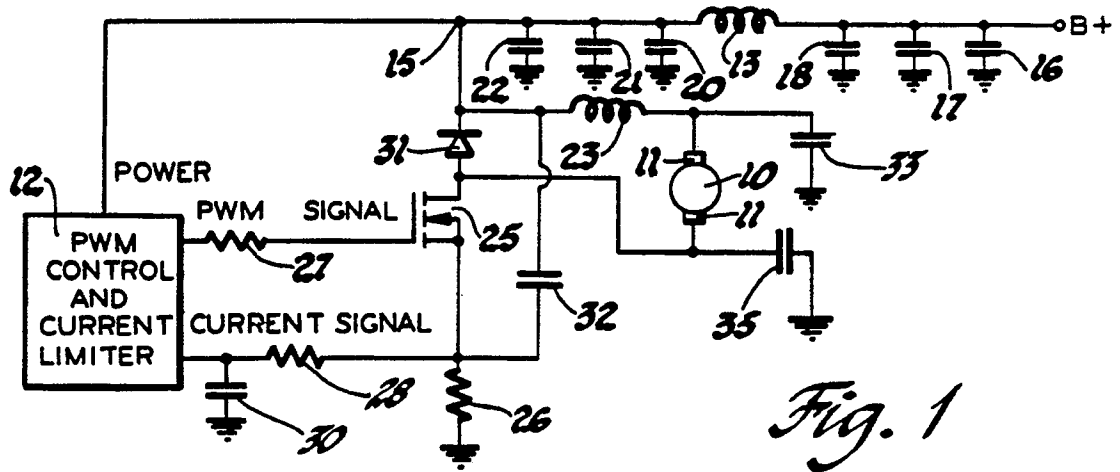 B+
15
22
21
20
13
18
17
16
31
23
11
10
33
12
POWER
PWM SIGNAL
25
11
PWM
CONTROL
AND
CURRENT
LIMITER
27
32
35
CURRENT SIGNAL
28
30
26
Fig. 1